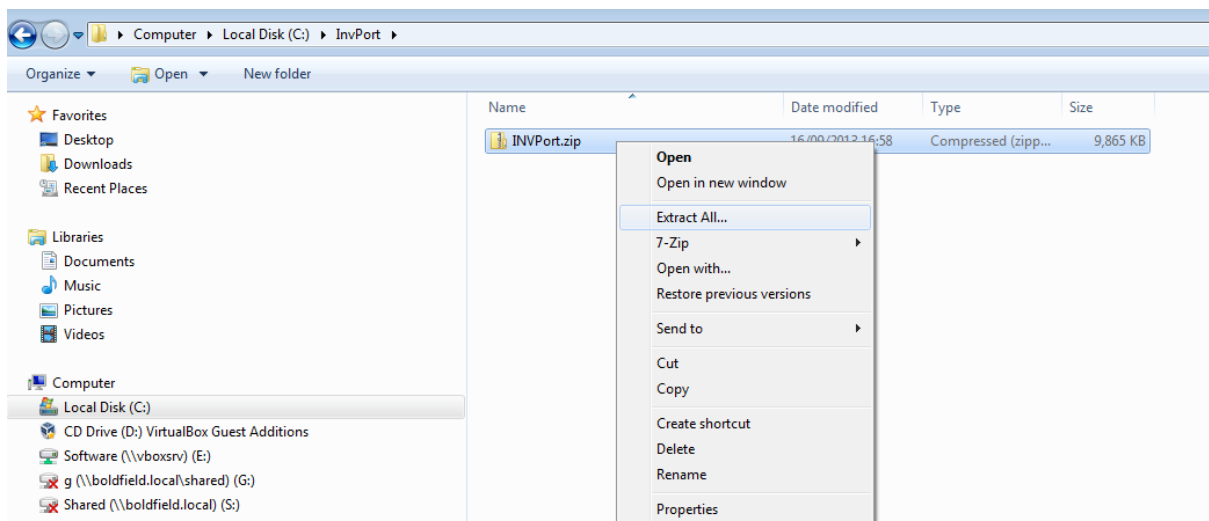 Computer Local Disk (C:) InvPort
Organize Open New folder
Name Date modified Type Size
INVPort.zip 16/09/2013 16:58 Compressed (zipp... 9,865 KB
Favorites
Desktop
Downloads
Recent Places
Libraries
Documents
Music
Pictures
Videos
Computer
Local Disk (C:)
CD Drive (D:) VirtualBox Guest Additions
Software (\\vboxsrv) (E:)
g (\\boldfield.local\shared) (G:)
Shared (\\boldfield.local) (S:)
Open
Open in new window
Extract All...
7-Zip
Open with...
Restore previous versions
Send to
Cut
Copy
Create shortcut
Delete
Rename
Properties